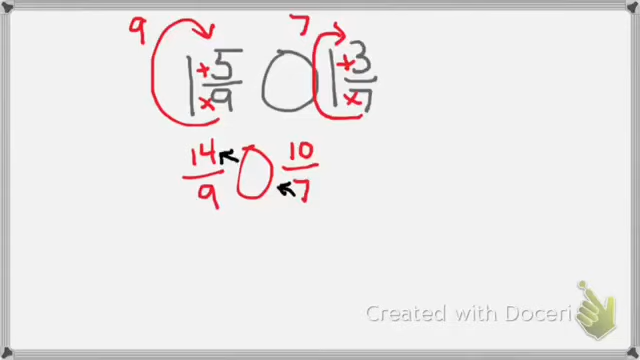 9 7
1 + 5/9 ◯ 1 + 3/7
× ×
14/9 ◯ 10/7
Created with Doceri